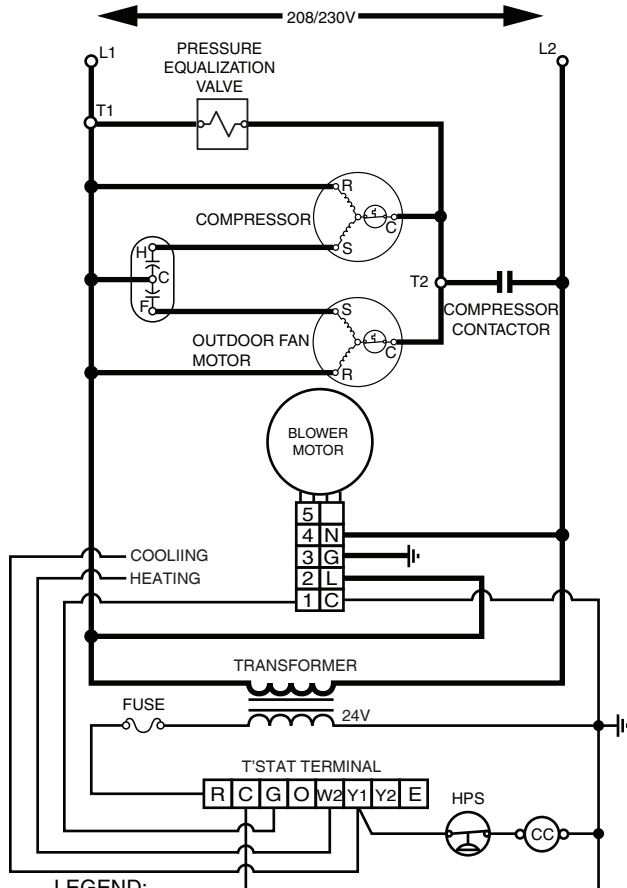 208/230V
L1
L2
PRESSURE
EQUALIZATION
VALVE
T1
R
COMPRESSOR
C
S
H
C
F
T2
COMPRESSOR
CONTACTOR
S
OUTDOOR FAN
MOTOR
C
R
BLOWER
MOTOR
5
4 N
3 G
2 L
1 C
COOLIING
HEATING
TRANSFORMER
FUSE
24V
T'STAT TERMINAL
R C G O W2 Y1 Y2 E
HPS
CC
LEGEND: